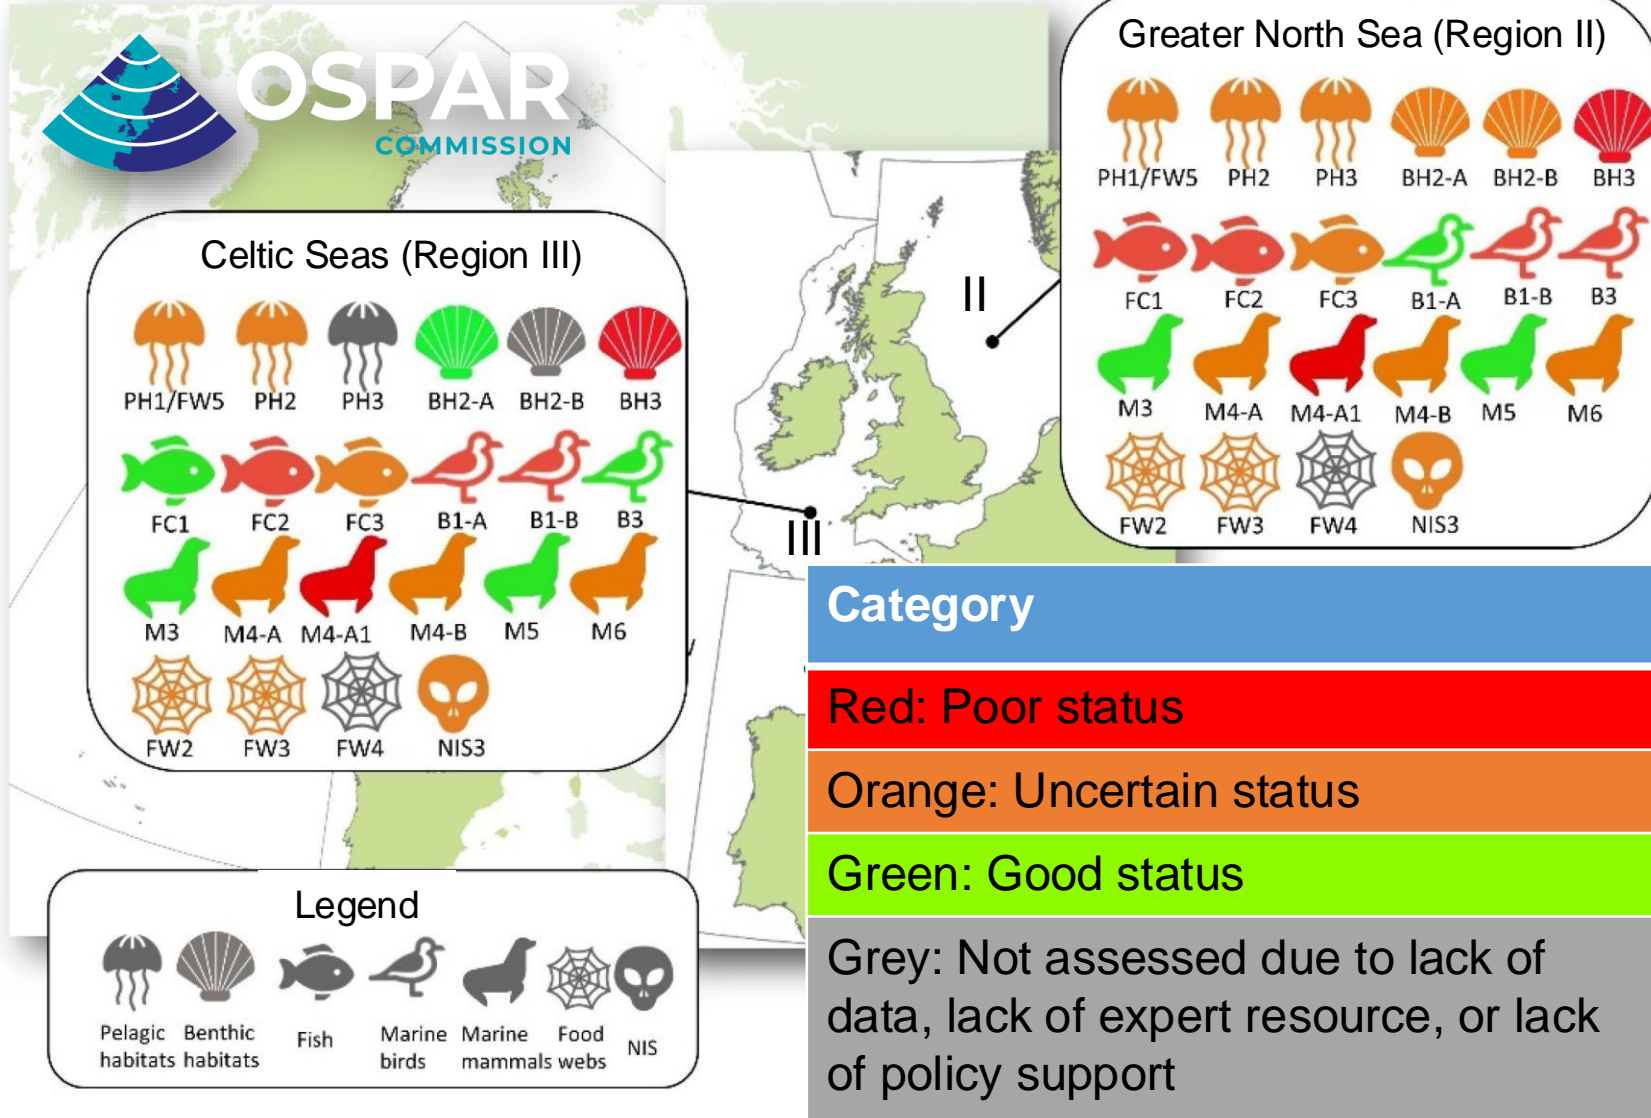 OSPAR
COMMISSION
Greater North Sea (Region II)
PH1/FW5 PH2 PH3 BH2-A BH2-B BH3
FC1 FC2 FC3 B1-A B1-B B3
M3 M4-A M4-A1 M4-B M5 M6
FW2 FW3 FW4 NIS3
Celtic Seas (Region III)
PH1/FW5 PH2 PH3 BH2-A BH2-B BH3
FC1 FC2 FC3 B1-A B1-B B3
M3 M4-A M4-A1 M4-B M5 M6
FW2 FW3 FW4 NIS3
II
III
Category
Red: Poor status
Orange: Uncertain status
Green: Good status
Grey: Not assessed due to lack of
data, lack of expert resource, or lack
of policy support
Legend
Pelagic habitats
Benthic habitats
Fish
Marine birds
Marine mammals
Food webs
NIS